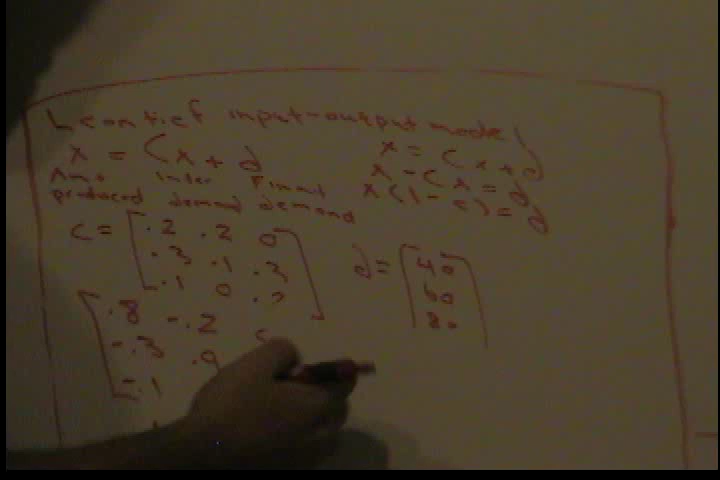 Leontief input-output model
x = Cx + d
Amt Inter Final
produced demand demand
x = Cx + d
x - Cx = d
x(1 - c) = d
C = [.2 .2 0
.3 .1 .3
.1 0 .2]
d = [40
60
80]
[.8 -.2
-.3 .9
-.1